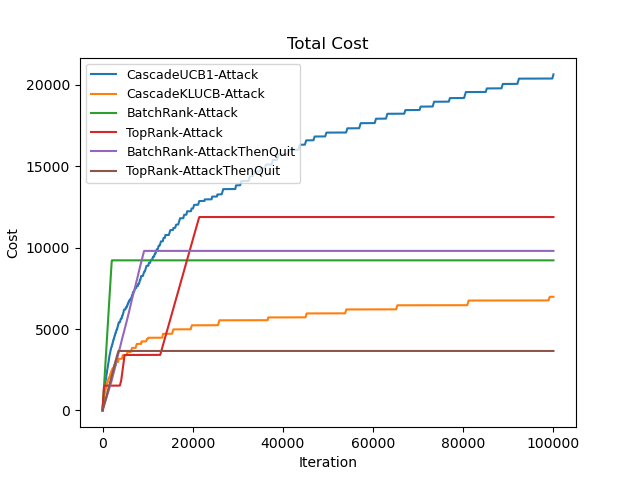 Total Cost
CascadeUCB1-Attack
CascadeKLUCB-Attack
BatchRank-Attack
TopRank-Attack
BatchRank-AttackThenQuit
TopRank-AttackThenQuit
Cost
20000
15000
10000
5000
0
0 20000 40000 60000 80000 100000
Iteration